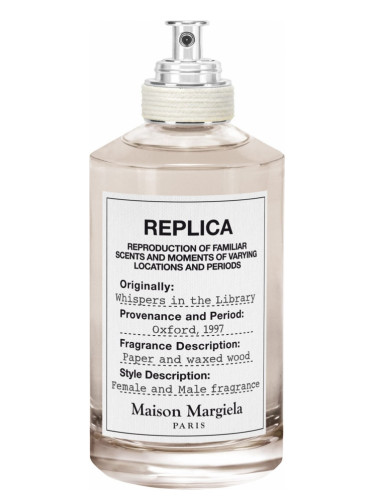 REPLICA
REPRODUCTION OF FAMILIAR
SCENTS AND MOMENTS OF VARYING
LOCATIONS AND PERIODS
Originally:
Whispers in the Library
Provenance and Period:
Oxford, 1997
Fragrance Description:
Paper and waxed wood
Style Description:
Female and Male fragrance
Maison Margiela
PARIS